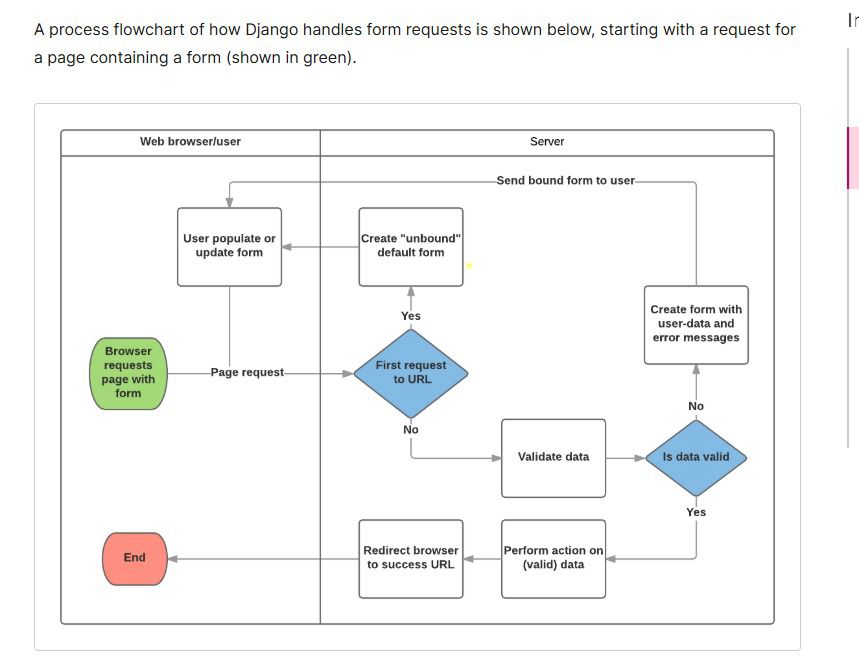 A process flowchart of how Django handles form requests is shown below, starting with a request for
a page containing a form (shown in green).
Web browser/user
Server
Send bound form to user
User populate or
update form
Create "unbound"
default form
Create form with
user-data and
error messages
Yes
Browser
requests
page with
form
Page request
First request
to URL
No
No
Validate data
Is data valid
Yes
End
Redirect browser
to success URL
Perform action on
(valid) data